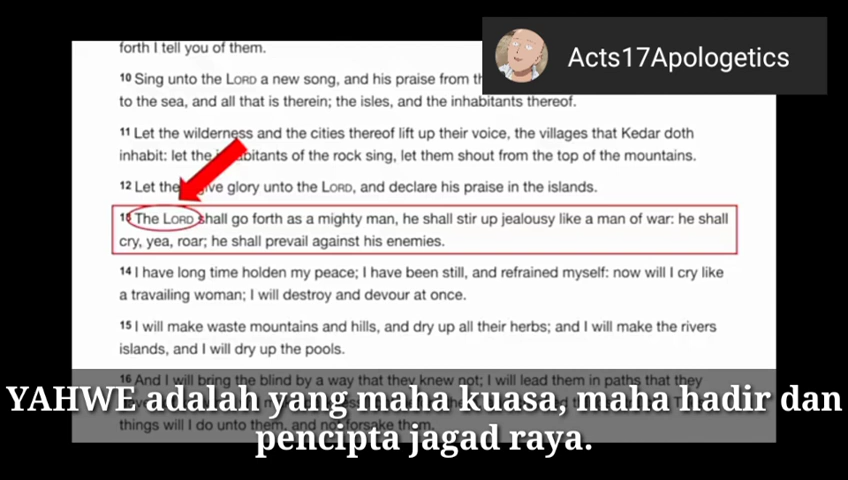 forth I tell you of them.
Acts17Apologetics
10 Sing unto the LORD a new song, and his praise from th
to the sea, and all that is therein; the isles, and the inhabitants thereof.
11 Let the wilderness and the cities thereof lift up their voice, the villages that Kedar doth
inhabit: let the inhabitants of the rock sing, let them shout from the top of the mountains.
12 Let the give glory unto the LORD, and declare his praise in the islands.
13 The LORD shall go forth as a mighty man, he shall stir up jealousy like a man of war: he shall
cry, yea, roar; he shall prevail against his enemies.
14 I have long time holden my peace; I have been still, and refrained myself: now will I cry like
a travailing woman; I will destroy and devour at once.
15 I will make waste mountains and hills, and dry up all their herbs; and I will make the rivers
islands, and I will dry up the pools.
16 And I will bring the blind by a way that they knew not; I will lead them in paths that they
YAHWE adalah yang maha kuasa, maha hadir dan
things will I do unto them, and not forsake them.
pencipta jagad raya.